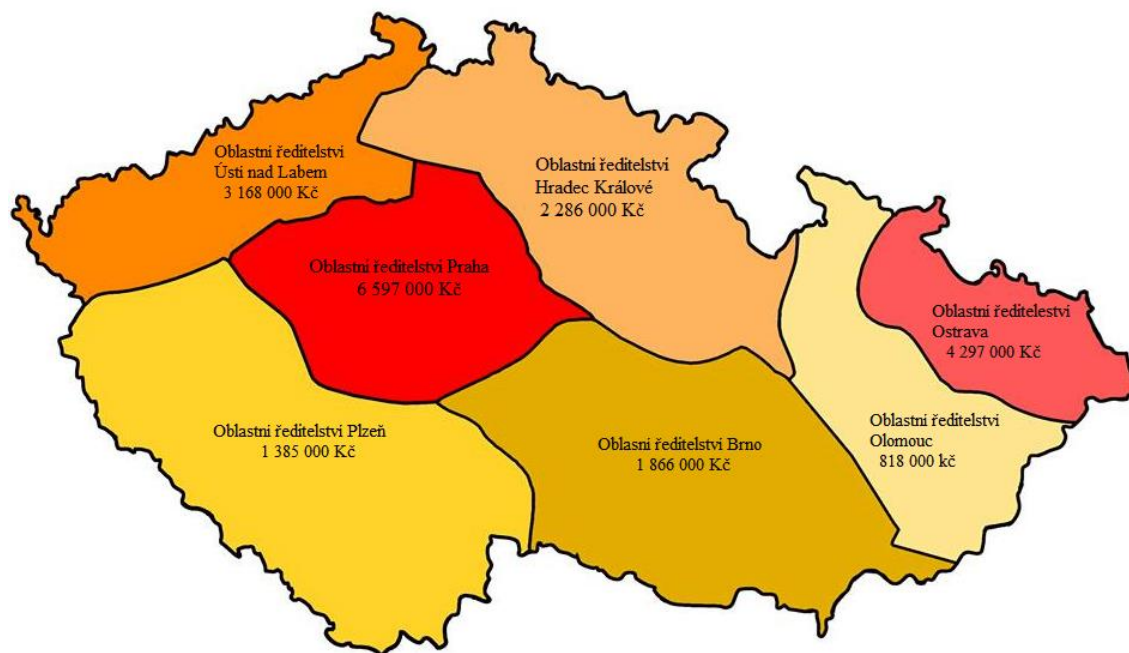 Oblastní ředitelství
Ústi nad Labem
3 168 000 Kč
Oblastní ředitelství
Hradec Králové
2 286 000 Kč
Oblastní ředitelství Praha
6 597 000 Kč
Oblastní řediteleství
Ostrava
4 297 000 Kč
Oblastní ředitelství Plzeň
1 385 000 Kč
Oblasní ředitelství Brno
1 866 000 Kč
Oblastní ředitelství
Olomouc
818 000 kč